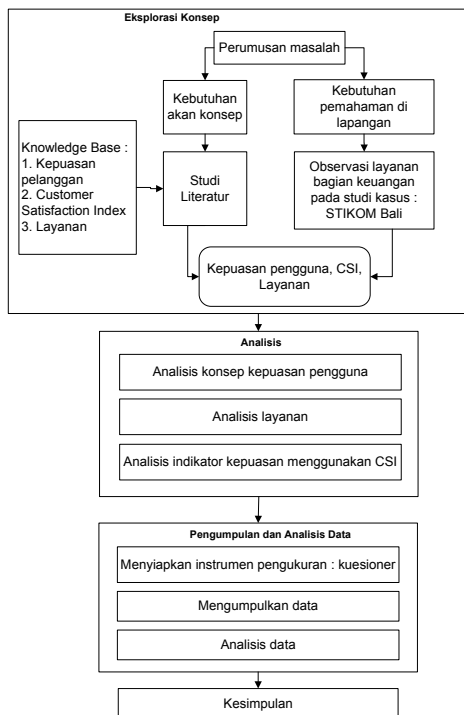 Eksplorasi Konsep
Perumusan masalah
Kebutuhan
akan konsep
Kebutuhan
pemahaman di
lapangan
Knowledge Base :
1. Kepuasan
pelanggan
2. Customer
Satisfaction Index
3. Layanan
Studi
Literatur
Observasi layanan
bagian keuangan
pada studi kasus :
STIKOM Bali
Kepuasan pengguna, CSI,
Layanan
Analisis
Analisis konsep kepuasan pengguna
Analisis layanan
Analisis indikator kepuasan menggunakan CSI
Pengumpulan dan Analisis Data
Menyiapkan instrumen pengukuran : kuesioner
Mengumpulkan data
Analisis data
Kesimpulan